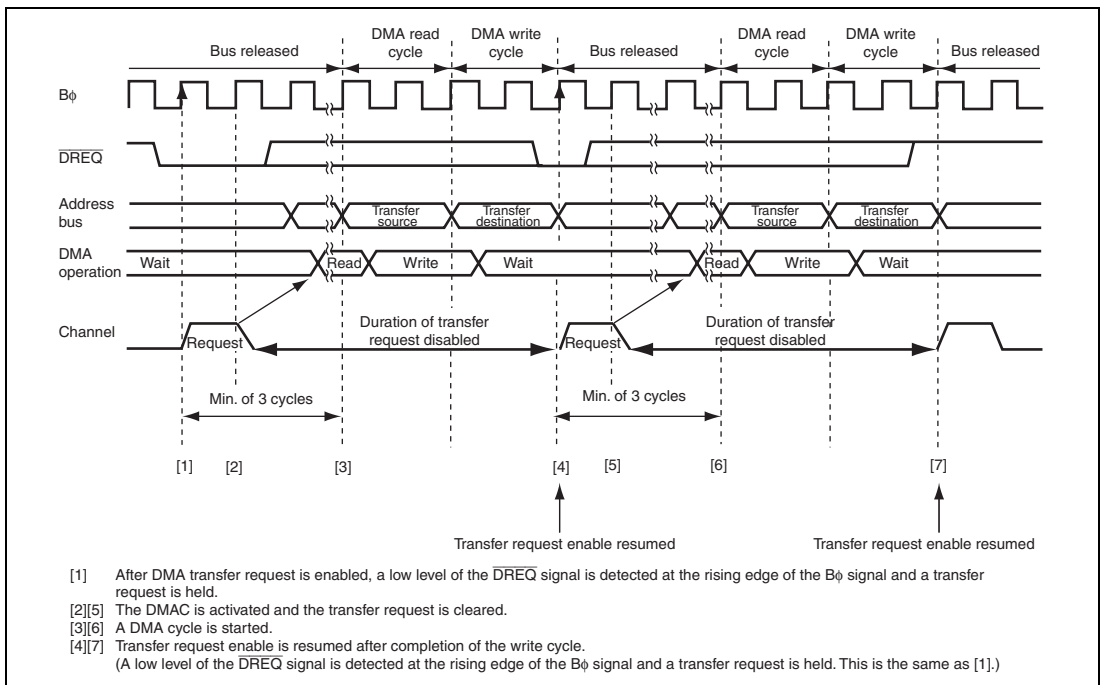 Bus released
DMA read cycle
DMA write cycle
Bus released
DMA read cycle
DMA write cycle
Bus released
Bφ
DREQ
Address bus
Transfer source
Transfer destination
Transfer source
Transfer destination
DMA operation
Wait
Read
Write
Wait
Read
Write
Wait
Channel
Request
Duration of transfer request disabled
Request
Duration of transfer request disabled
Min. of 3 cycles
Min. of 3 cycles
[1] [2] [3] [4] [5] [6] [7]
Transfer request enable resumed
Transfer request enable resumed
[1] After DMA transfer request is enabled, a low level of the DREQ signal is detected at the rising edge of the Bφ signal and a transfer
request is held.
[2][5] The DMAC is activated and the transfer request is cleared.
[3][6] A DMA cycle is started.
[4][7] Transfer request enable is resumed after completion of the write cycle.
(A low level of the DREQ signal is detected at the rising edge of the Bφ signal and a transfer request is held. This is the same as [1].)